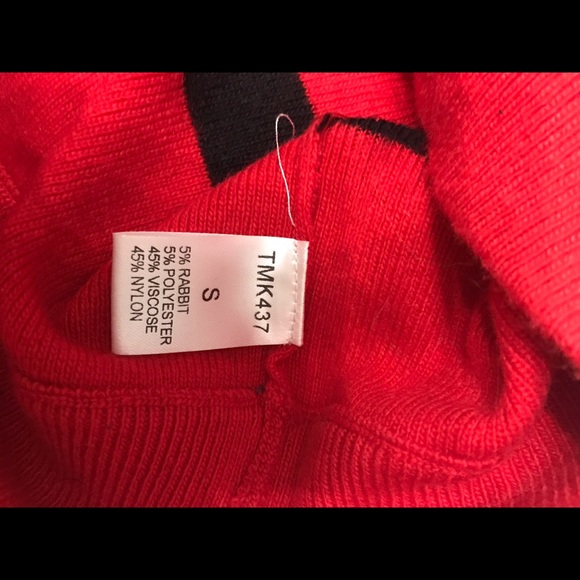 TMK437
S
5% RABBIT
5% POLYESTER
45% VISCOSE
45% NYLON